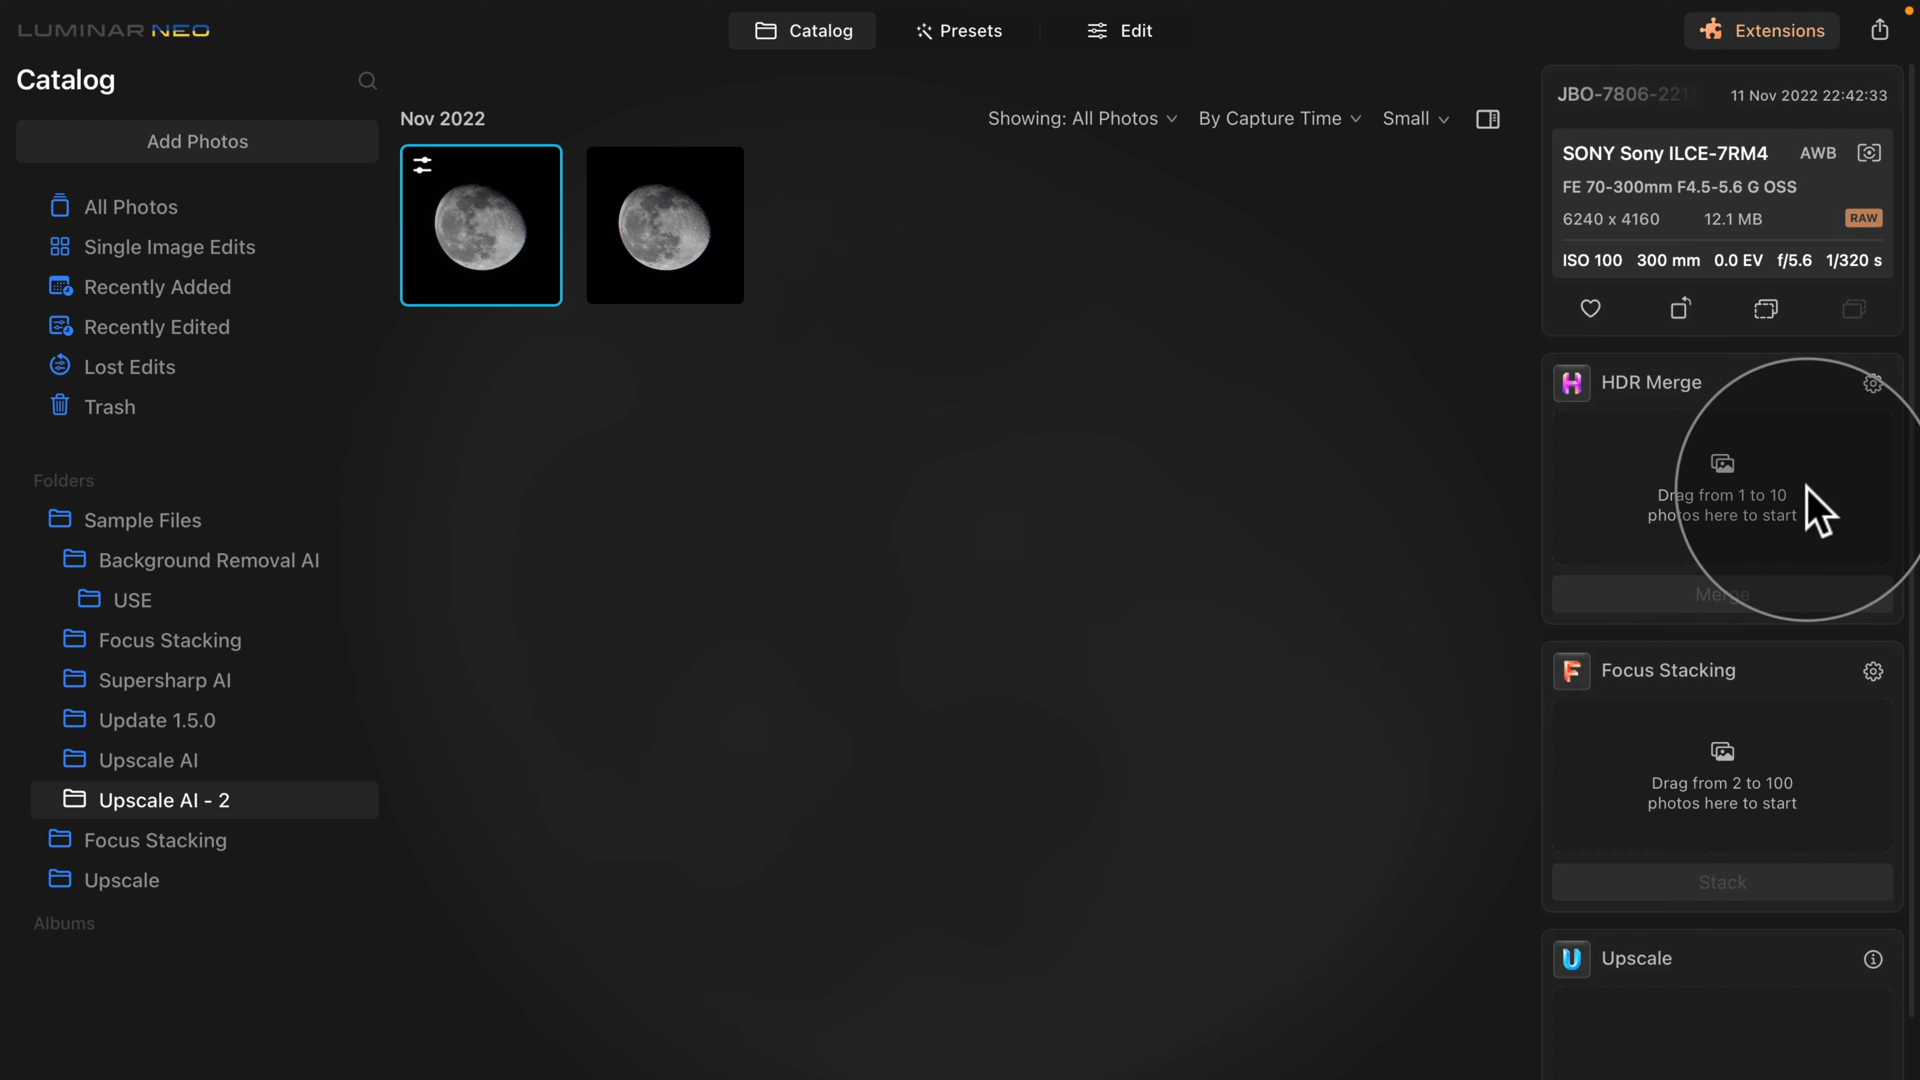 LUMINAR NEO
Catalog
Presets
Edit
Extensions
Catalog
Add Photos
All Photos
Single Image Edits
Recently Added
Recently Edited
Lost Edits
Trash
Folders
Sample Files
Background Removal AI
USE
Focus Stacking
Supersharp AI
Update 1.5.0
Upscale AI
Upscale AI - 2
Focus Stacking
Upscale
Albums
Nov 2022
Showing: All Photos
By Capture Time
Small
JBO-7806-221
11 Nov 2022 22:42:33
SONY Sony ILCE-7RM4 AWB
FE 70-300mm F4.5-5.6 G OSS
6240 x 4160 12.1 MB RAW
ISO 100 300 mm 0.0 EV f/5.6 1/320 s
H HDR Merge
Drag from 1 to 10
photos here to start
Merge
F Focus Stacking
Drag from 2 to 100
photos here to start
Stack
U Upscale